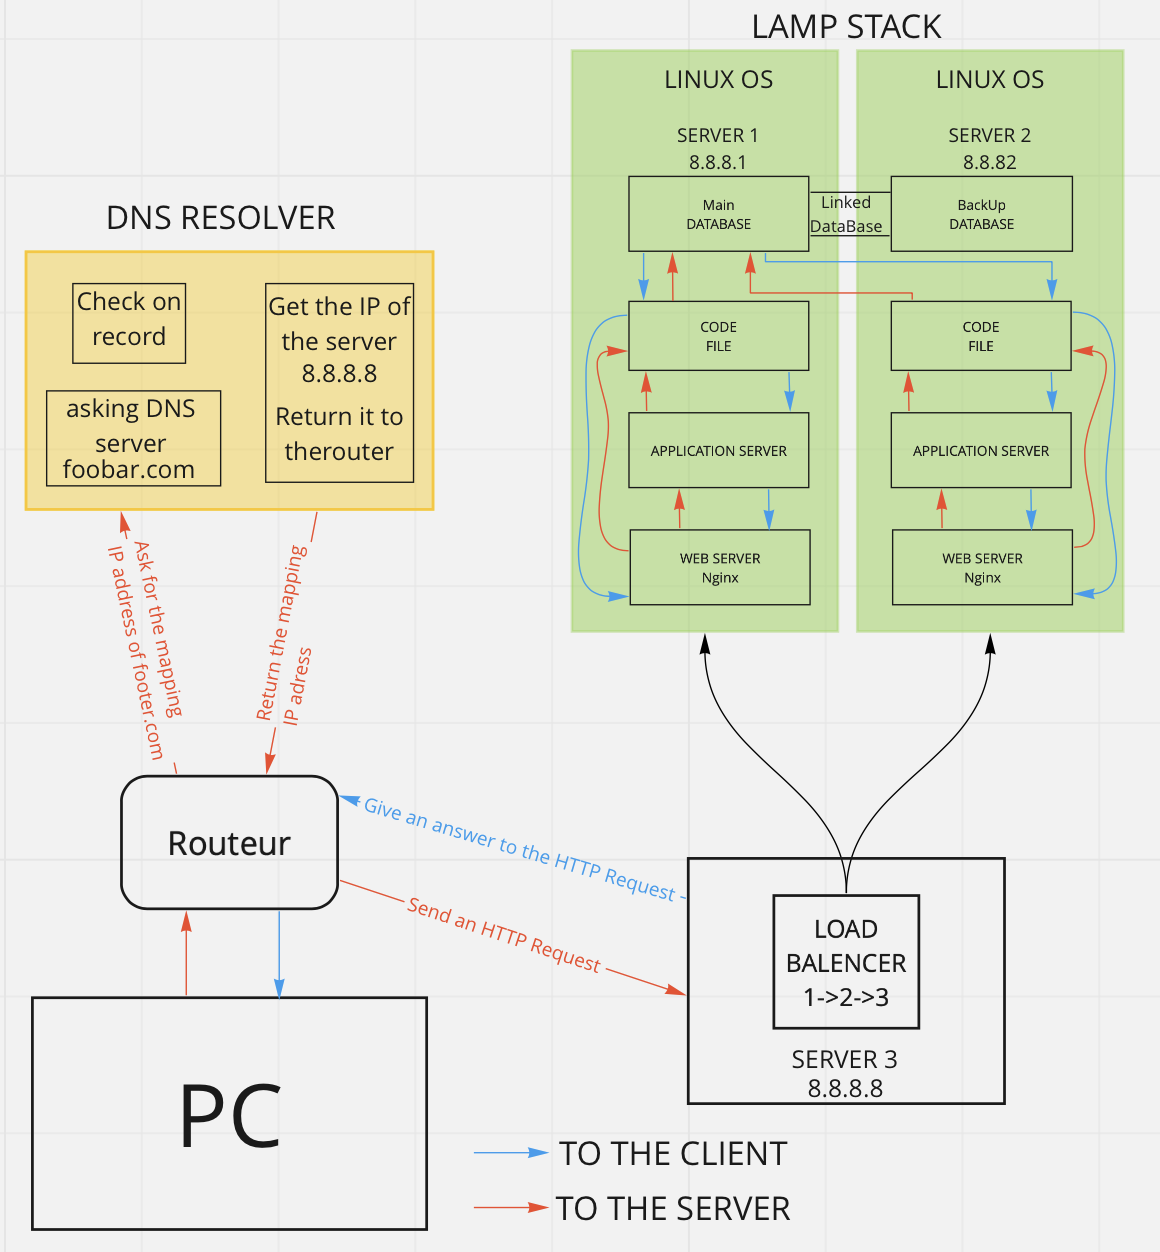 LAMP STACK
LINUX OS
SERVER 1
8.8.8.1
Main
DATABASE
Linked
DataBase
CODE
FILE
APPLICATION SERVER
WEB SERVER
Nginx
LINUX OS
SERVER 2
8.8.82
BackUp
DATABASE
CODE
FILE
APPLICATION SERVER
WEB SERVER
Nginx
DNS RESOLVER
Check on
record
asking DNS
server
foobar.com
Get the IP of
the server
8.8.8.8
Return it to
therouter
Ask for the mapping
IP address of footer.com
Return the mapping
IP adress
Routeur
Give an answer to the HTTP Request
Send an HTTP Request
LOAD
BALENCER
1->2->3
SERVER 3
8.8.8.8
PC
TO THE CLIENT
TO THE SERVER